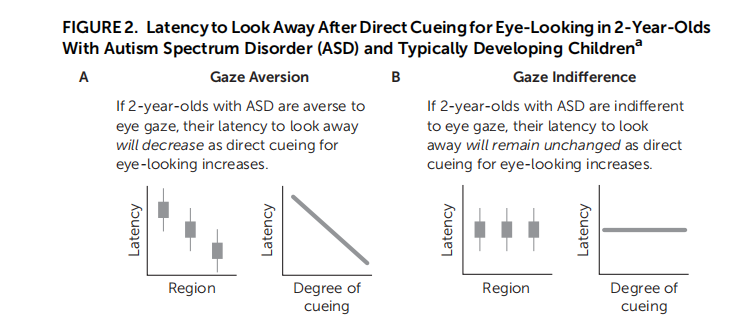 FIGURE 2. Latency to Look Away After Direct Cueing for Eye-Looking in 2-Year-Olds
With Autism Spectrum Disorder (ASD) and Typically Developing Childrenª
A Gaze Aversion
If 2-year-olds with ASD are averse to
eye gaze, their latency to look away
will decrease as direct cueing for
eye-looking increases.
Latency
Region
Latency
Degree of
cueing
B Gaze Indifference
If 2-year-olds with ASD are indifferent
to eye gaze, their latency to look
away will remain unchanged as direct
cueing for eye-looking increases.
Latency
Region
Latency
Degree of
cueing